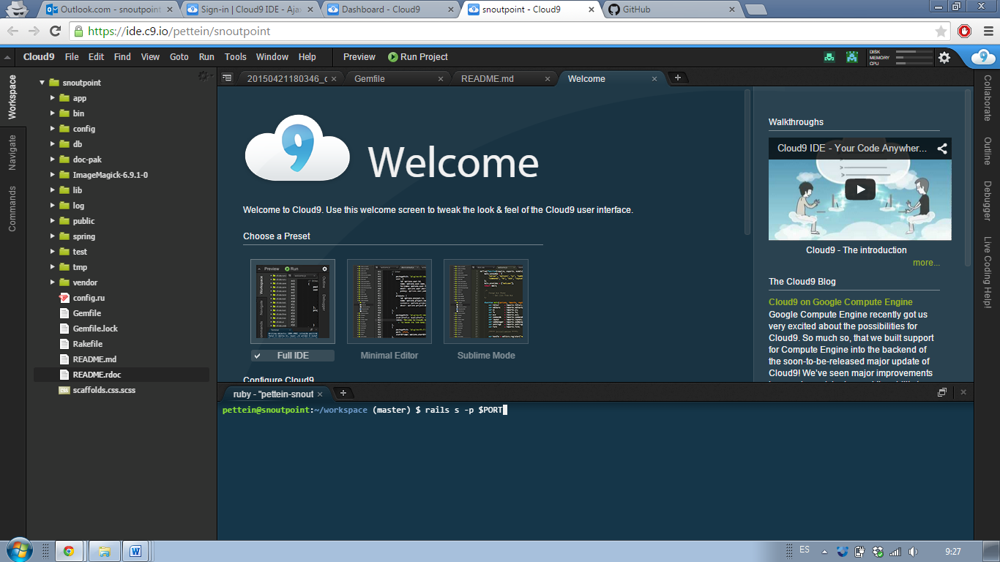 Outlook.com - snoutpoint
Sign-in | Cloud9 IDE - Ajax
Dashboard - Cloud9
snoutpoint - Cloud9
GitHub
https://ide.c9.io/pettein/snoutpoint
Cloud9 File Edit Find View Goto Run Tools Window Help Preview Run Project
DISK
MEMORY
CPU
9
Workspace
Navigate
Commands
snoutpoint
app
bin
config
db
doc-pak
ImageMagick-6.9.1-0
lib
log
public
spring
test
tmp
vendor
config.ru
Gemfile
Gemfile.lock
Rakefile
README.md
README.rdoc
css scaffolds.css.scss
20150421180346_c
Gemfile
README.md
Welcome
9 Welcome
Welcome to Cloud9. Use this welcome screen to tweak the look & feel of the Cloud9 user interface.
Choose a Preset
Preview Run
Full IDE
Minimal Editor
Sublime Mode
Configure Cloud9
Walkthroughs
Cloud9 IDE - Your Code Anywher...
Cloud9 - The introduction
more...
The Cloud9 Blog
Cloud9 on Google Compute Engine
Google Compute Engine recently got us
very excited about the possibilities for
Cloud9. So much so, that we built support
for Compute Engine into the backend of
the soon-to-be-released major update of
Cloud9! We've seen major improvements
Collaborate
Outline
Debugger
Live Coding Help
ruby - "pettein-snout
pettein@snoutpoint:~/workspace (master) $ rails s -p $PORT
W
ES
9:27